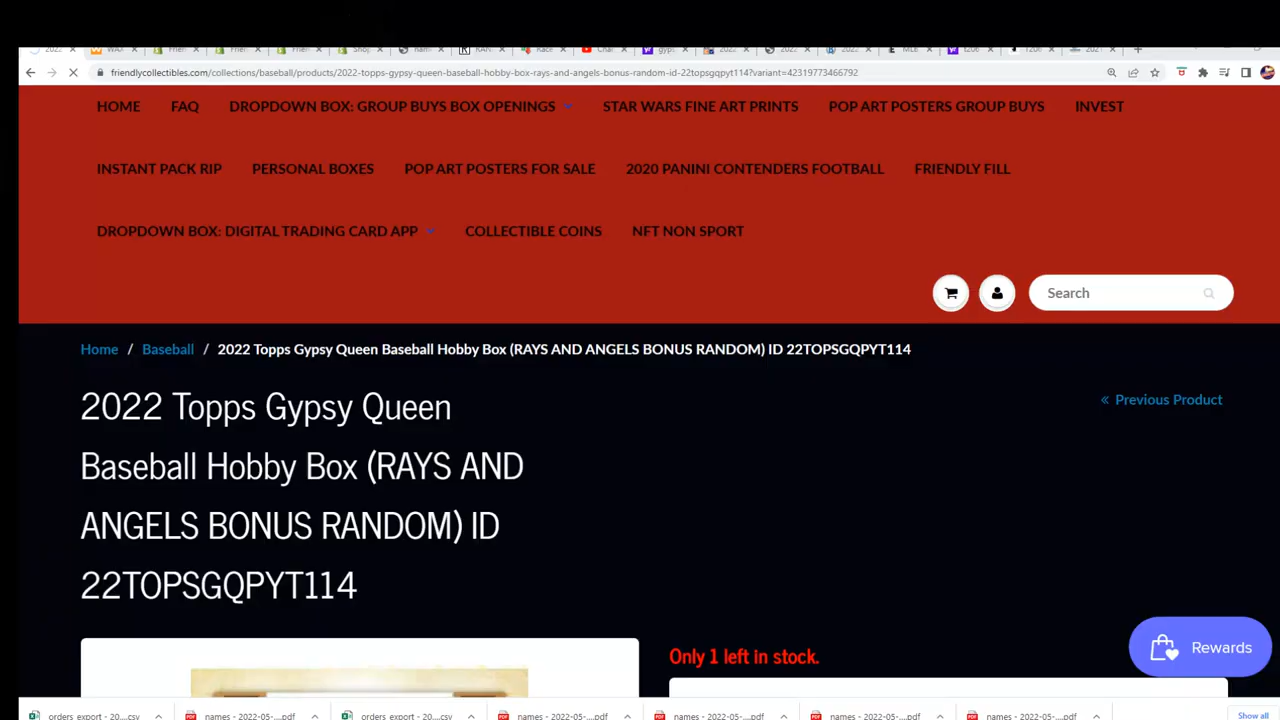 friendlycollectibles.com/collections/baseball/products/2022-topps-gypsy-queen-baseball-hobby-box-rays-and-angels-bonus-random-id-22topsgqpyt114?variant=42319773466792
HOME FAQ DROPDOWN BOX: GROUP BUYS BOX OPENINGS STAR WARS FINE ART PRINTS POP ART POSTERS GROUP BUYS INVEST
INSTANT PACK RIP PERSONAL BOXES POP ART POSTERS FOR SALE 2020 PANINI CONTENDERS FOOTBALL FRIENDLY FILL
DROPDOWN BOX: DIGITAL TRADING CARD APP COLLECTIBLE COINS NFT NON SPORT
Search
Home / Baseball / 2022 Topps Gypsy Queen Baseball Hobby Box (RAYS AND ANGELS BONUS RANDOM) ID 22TOPSGQPYT114
« Previous Product
2022 Topps Gypsy Queen
Baseball Hobby Box (RAYS AND
ANGELS BONUS RANDOM) ID
22TOPSGQPYT114
Only 1 left in stock.
Rewards
orders_export - 20....csv names - 2022-05-....pdf orders_export - 20....csv names - 2022-05-....pdf names - 2022-05-....pdf names - 2022-05-....pdf names - 2022-05-....pdf Show all